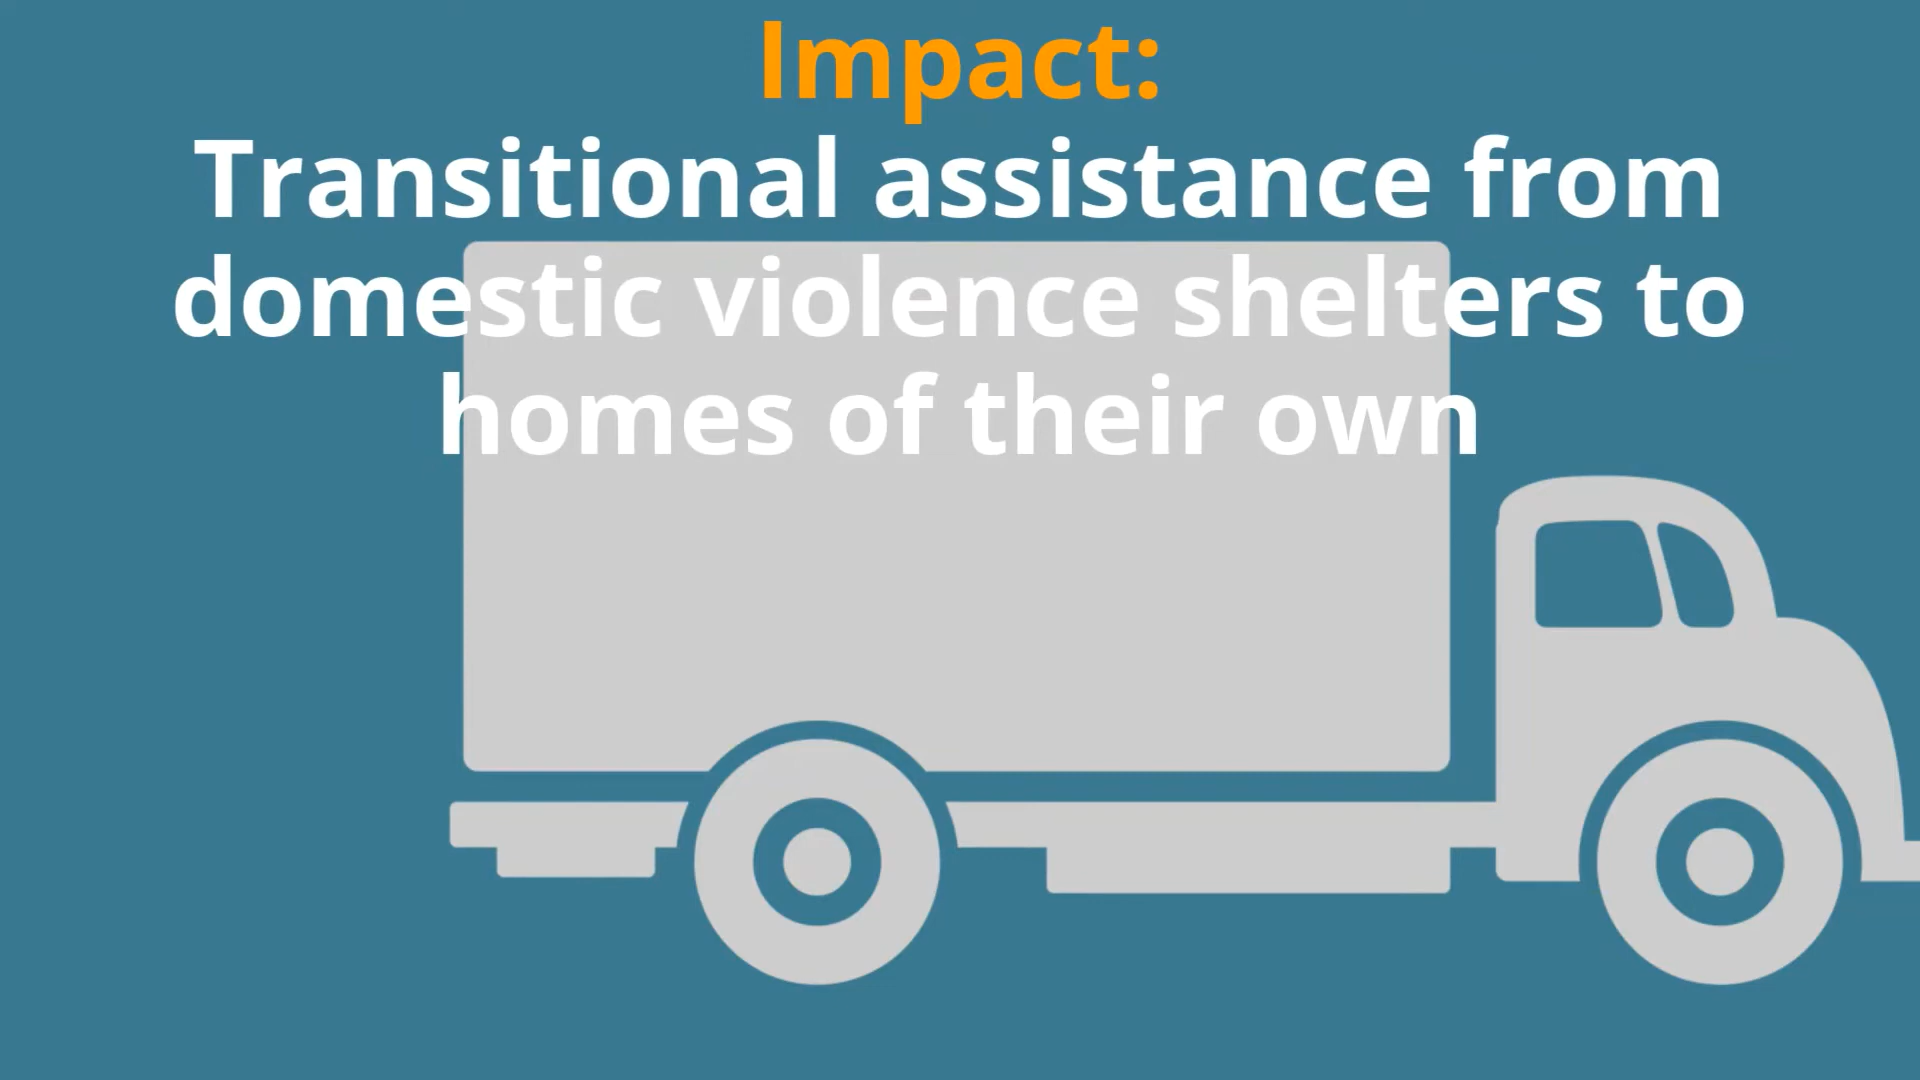 Impact:
Transitional assistance from
domestic violence shelters to
homes of their own